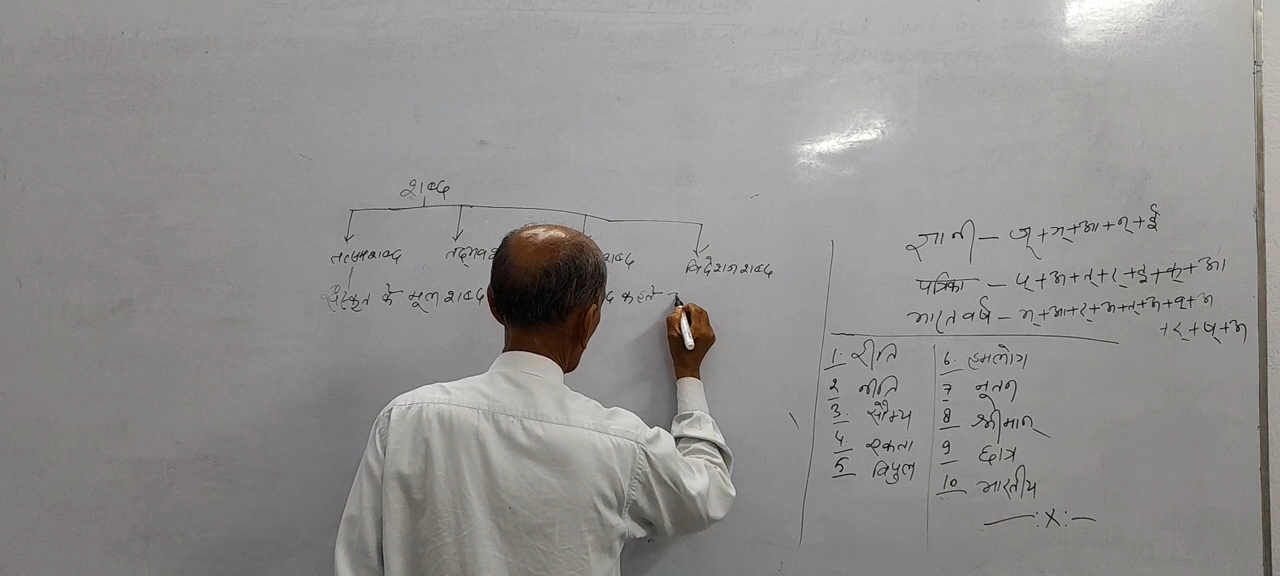 शब्द
तत्सम शब्द तद्भव शब्द विदेशज शब्द
संस्कृत के मूल शब्द कहते
ज्ञानी – ज्+ञ्+आ+न्+ई
पत्रिका – प्+अ+त्+र्+इ+क्+आ
भारतवर्ष – भ्+आ+र्+अ+त्+अ+व्+अ
+र्+ष्+अ
1. रीति
2 नीति
3. सौम्य
4. एकता
5 विपुल
6. हमलोग
7 नूतन
8 श्रीमान्
9 छात्र
10 भारतीय
—:x:—